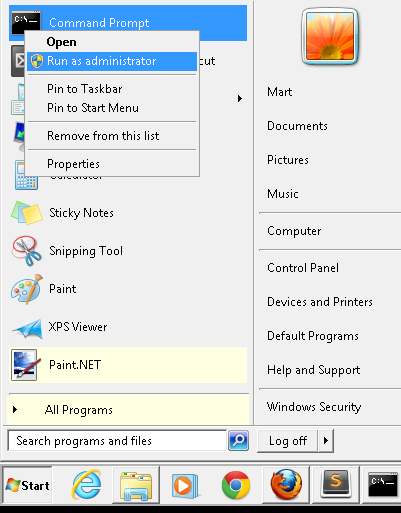 Command Prompt
Open
Run as administrator
cut
Pin to Taskbar
Pin to Start Menu
Remove from this list
Properties
Calculator
Sticky Notes
Snipping Tool
Paint
XPS Viewer
Paint.NET
All Programs
Search programs and files
Mart
Documents
Pictures
Music
Computer
Control Panel
Devices and Printers
Default Programs
Help and Support
Windows Security
Log off
Start